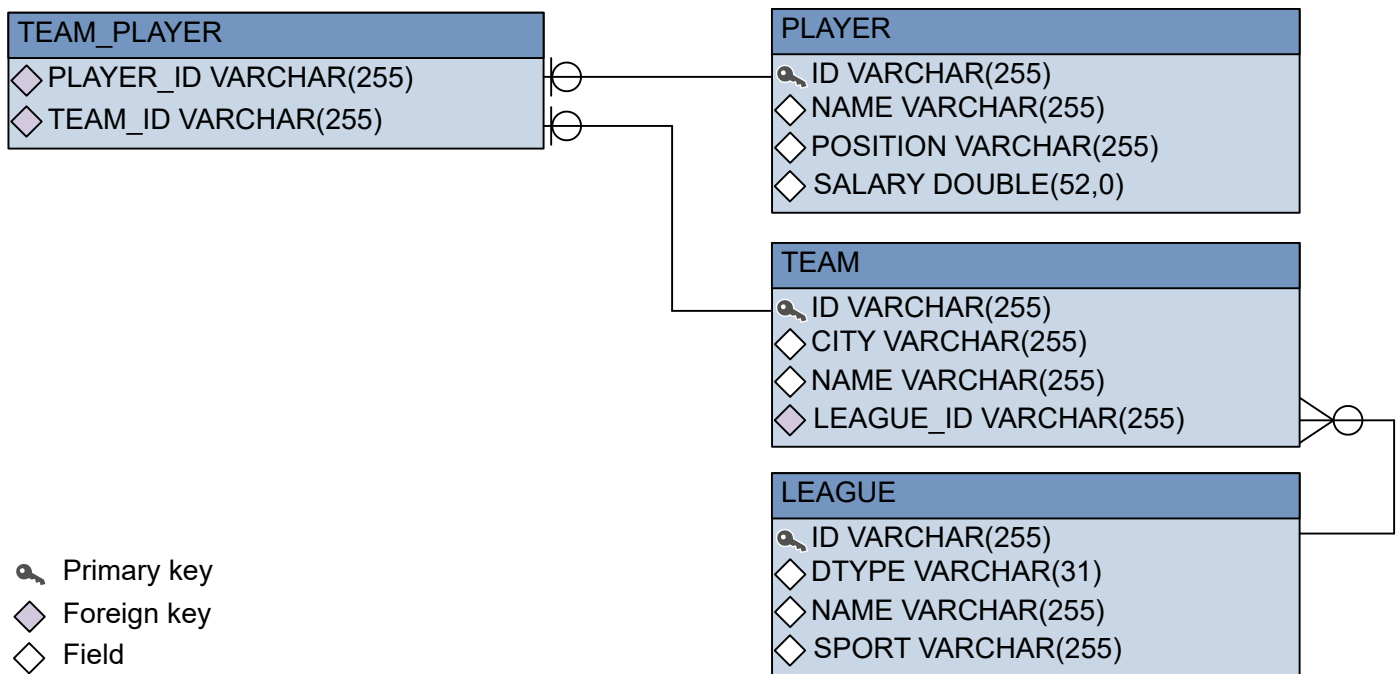 TEAM_PLAYER
PLAYER_ID VARCHAR(255)
TEAM_ID VARCHAR(255)
PLAYER
ID VARCHAR(255)
NAME VARCHAR(255)
POSITION VARCHAR(255)
SALARY DOUBLE(52,0)
TEAM
ID VARCHAR(255)
CITY VARCHAR(255)
NAME VARCHAR(255)
LEAGUE_ID VARCHAR(255)
LEAGUE
ID VARCHAR(255)
DTYPE VARCHAR(31)
NAME VARCHAR(255)
SPORT VARCHAR(255)
Primary key
Foreign key
Field